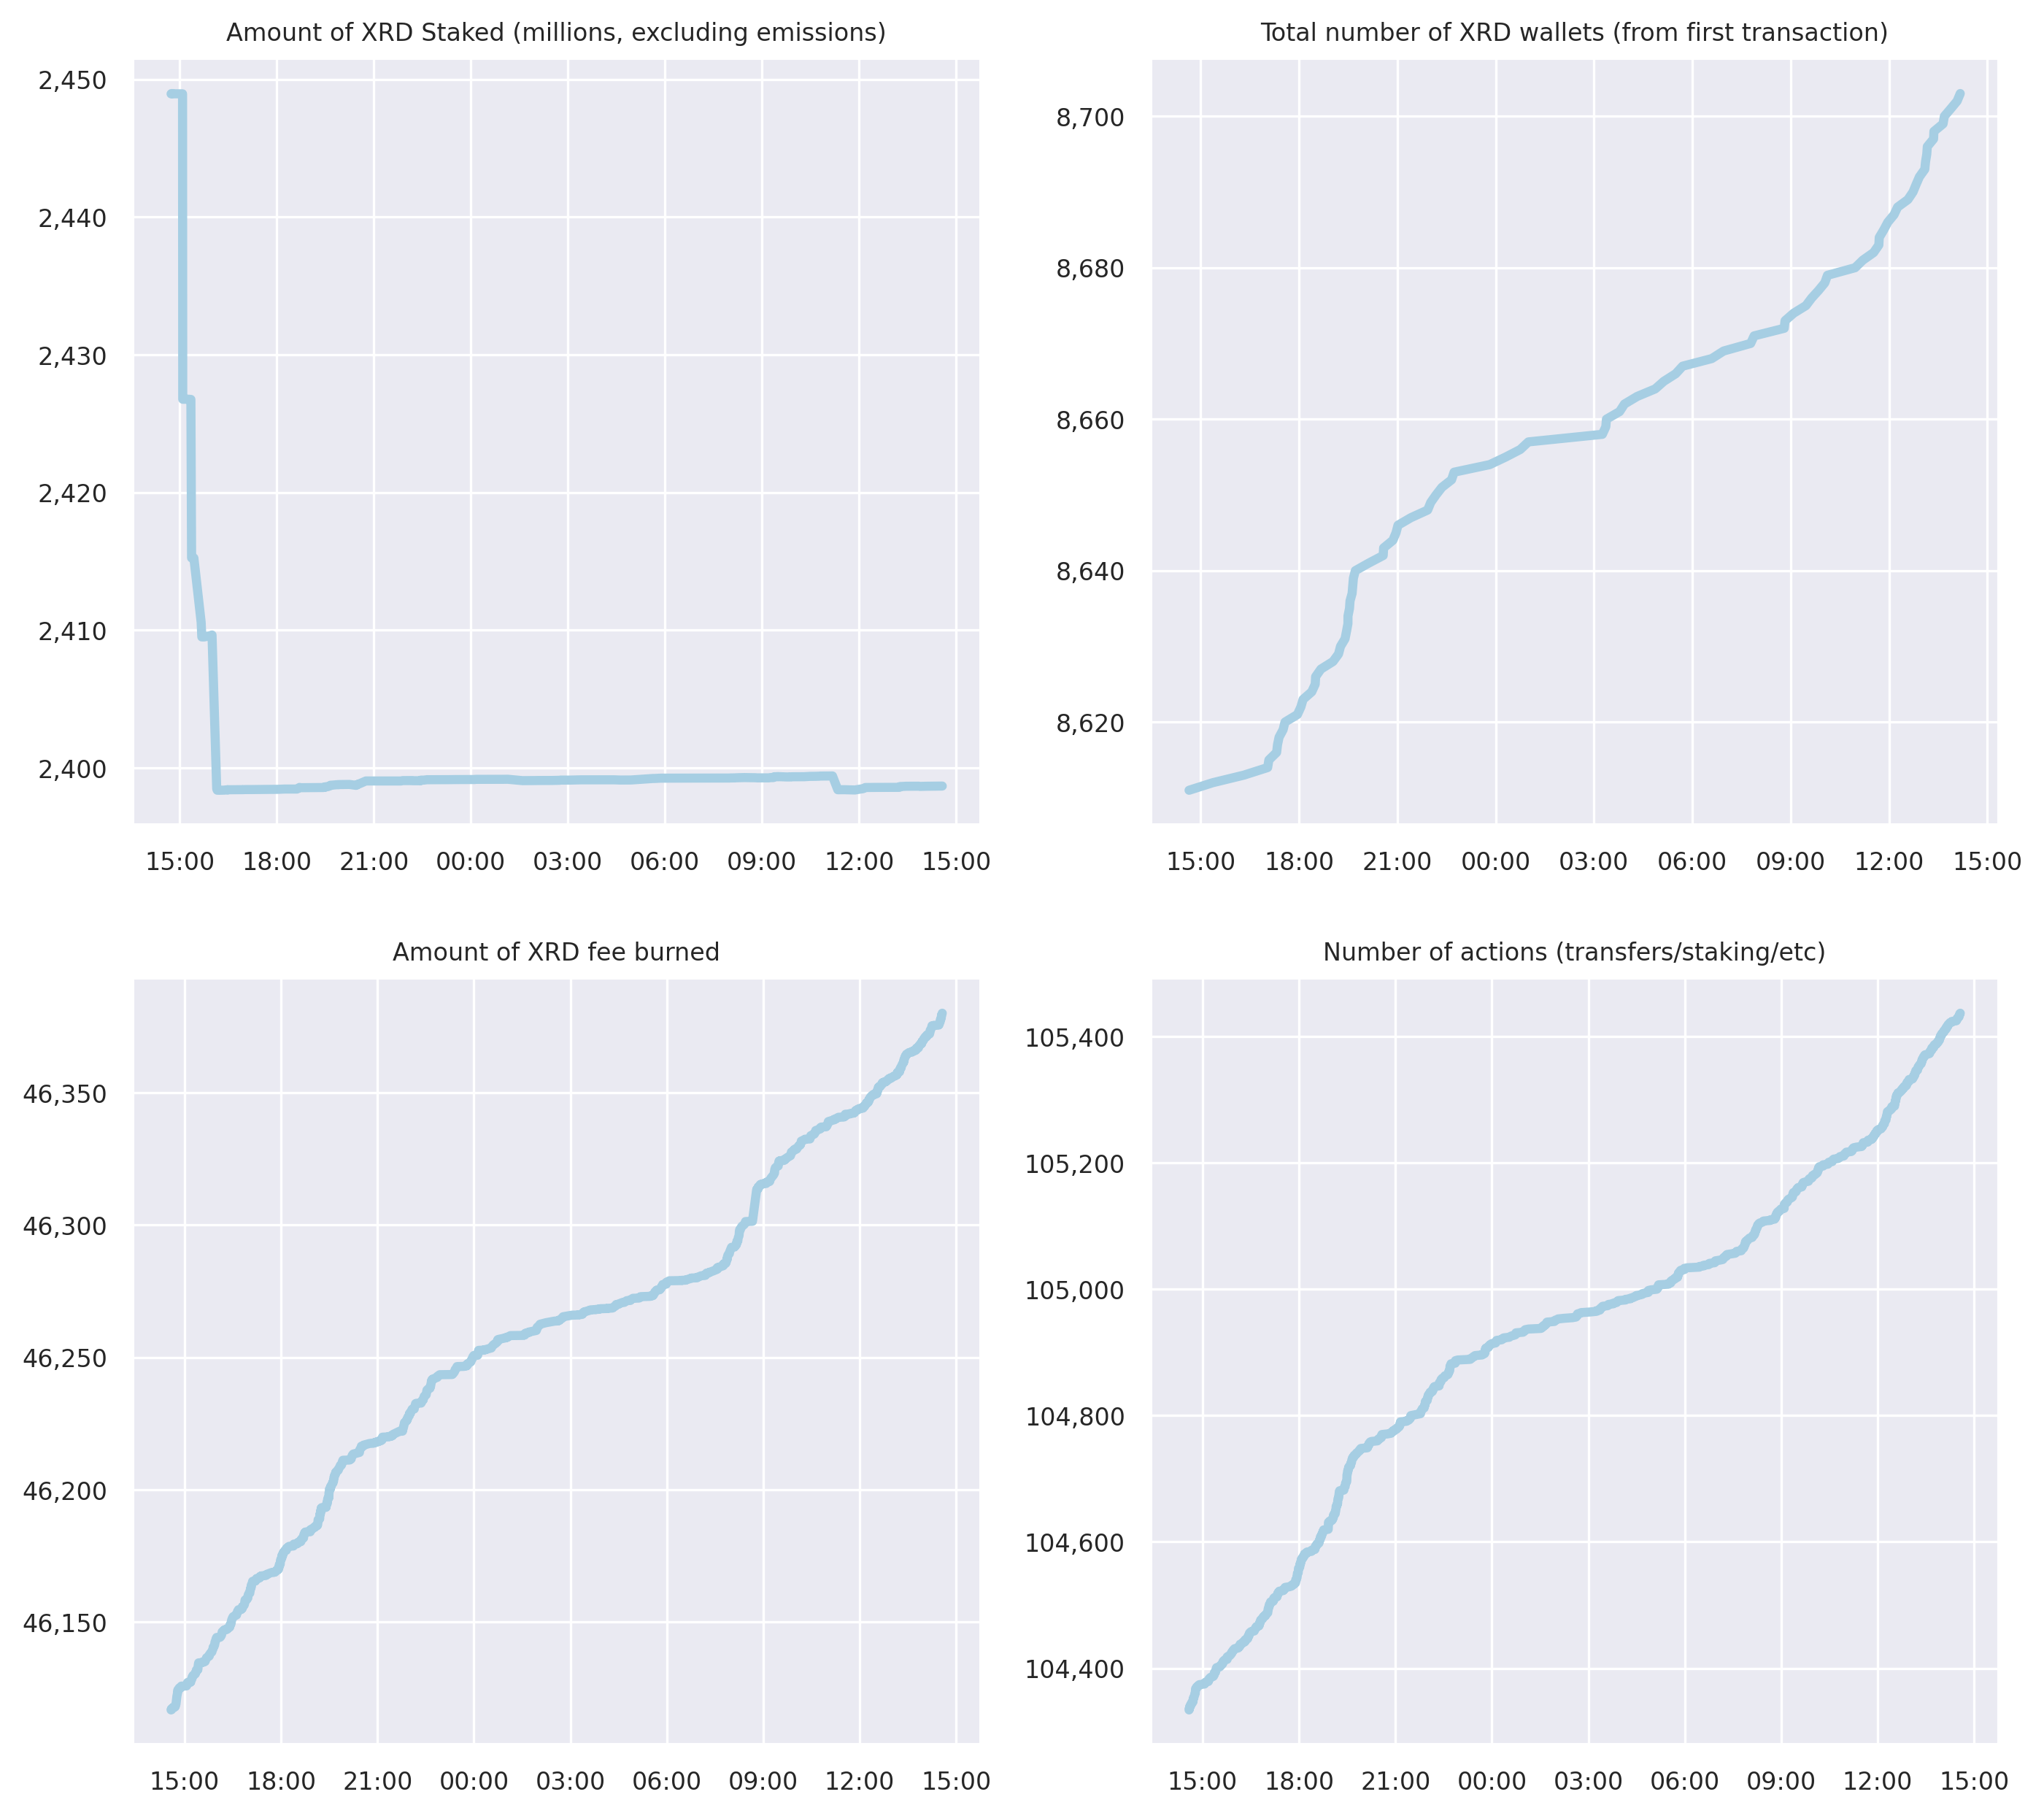 Amount of XRD Staked (millions, excluding emissions)
2,450
2,440
2,430
2,420
2,410
2,400
15:00 18:00 21:00 00:00 03:00 06:00 09:00 12:00 15:00
Total number of XRD wallets (from first transaction)
8,700
8,680
8,660
8,640
8,620
15:00 18:00 21:00 00:00 03:00 06:00 09:00 12:00 15:00
Amount of XRD fee burned
46,350
46,300
46,250
46,200
46,150
15:00 18:00 21:00 00:00 03:00 06:00 09:00 12:00 15:00
Number of actions (transfers/staking/etc)
105,400
105,200
105,000
104,800
104,600
104,400
15:00 18:00 21:00 00:00 03:00 06:00 09:00 12:00 15:00